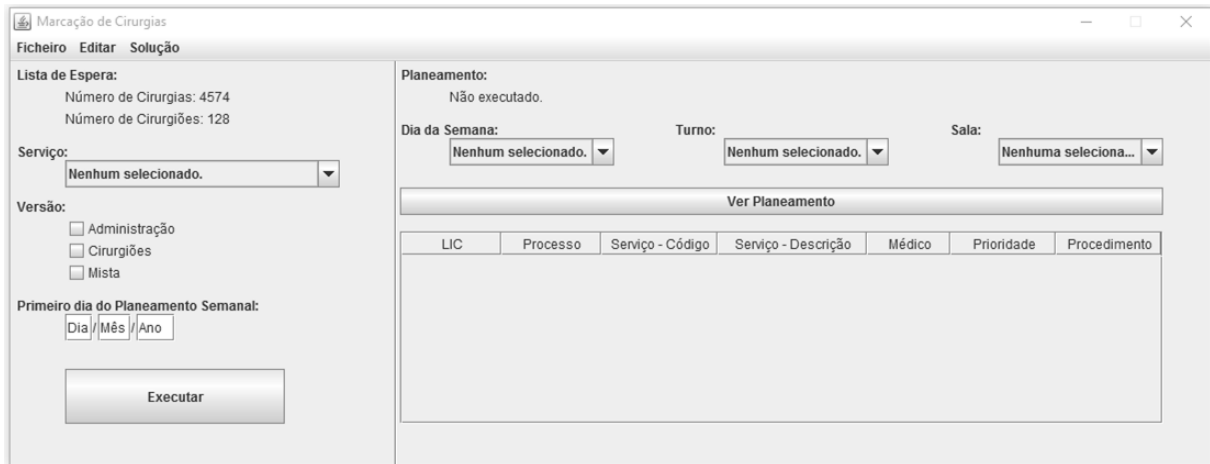 Marcação de Cirurgias
Ficheiro Editar Solução
Lista de Espera:
Número de Cirurgias: 4574
Número de Cirurgiões: 128
Serviço:
Nenhum selecionado.
Versão:
Administração
Cirurgiões
Mista
Primeiro dia do Planeamento Semanal:
Dia / Mês / Ano
Executar
Planeamento:
Não executado.
Dia da Semana: Turno: Sala:
Nenhum selecionado. Nenhum selecionado. Nenhuma seleciona...
Ver Planeamento
LIC Processo Serviço - Código Serviço - Descrição Médico Prioridade Procedimento